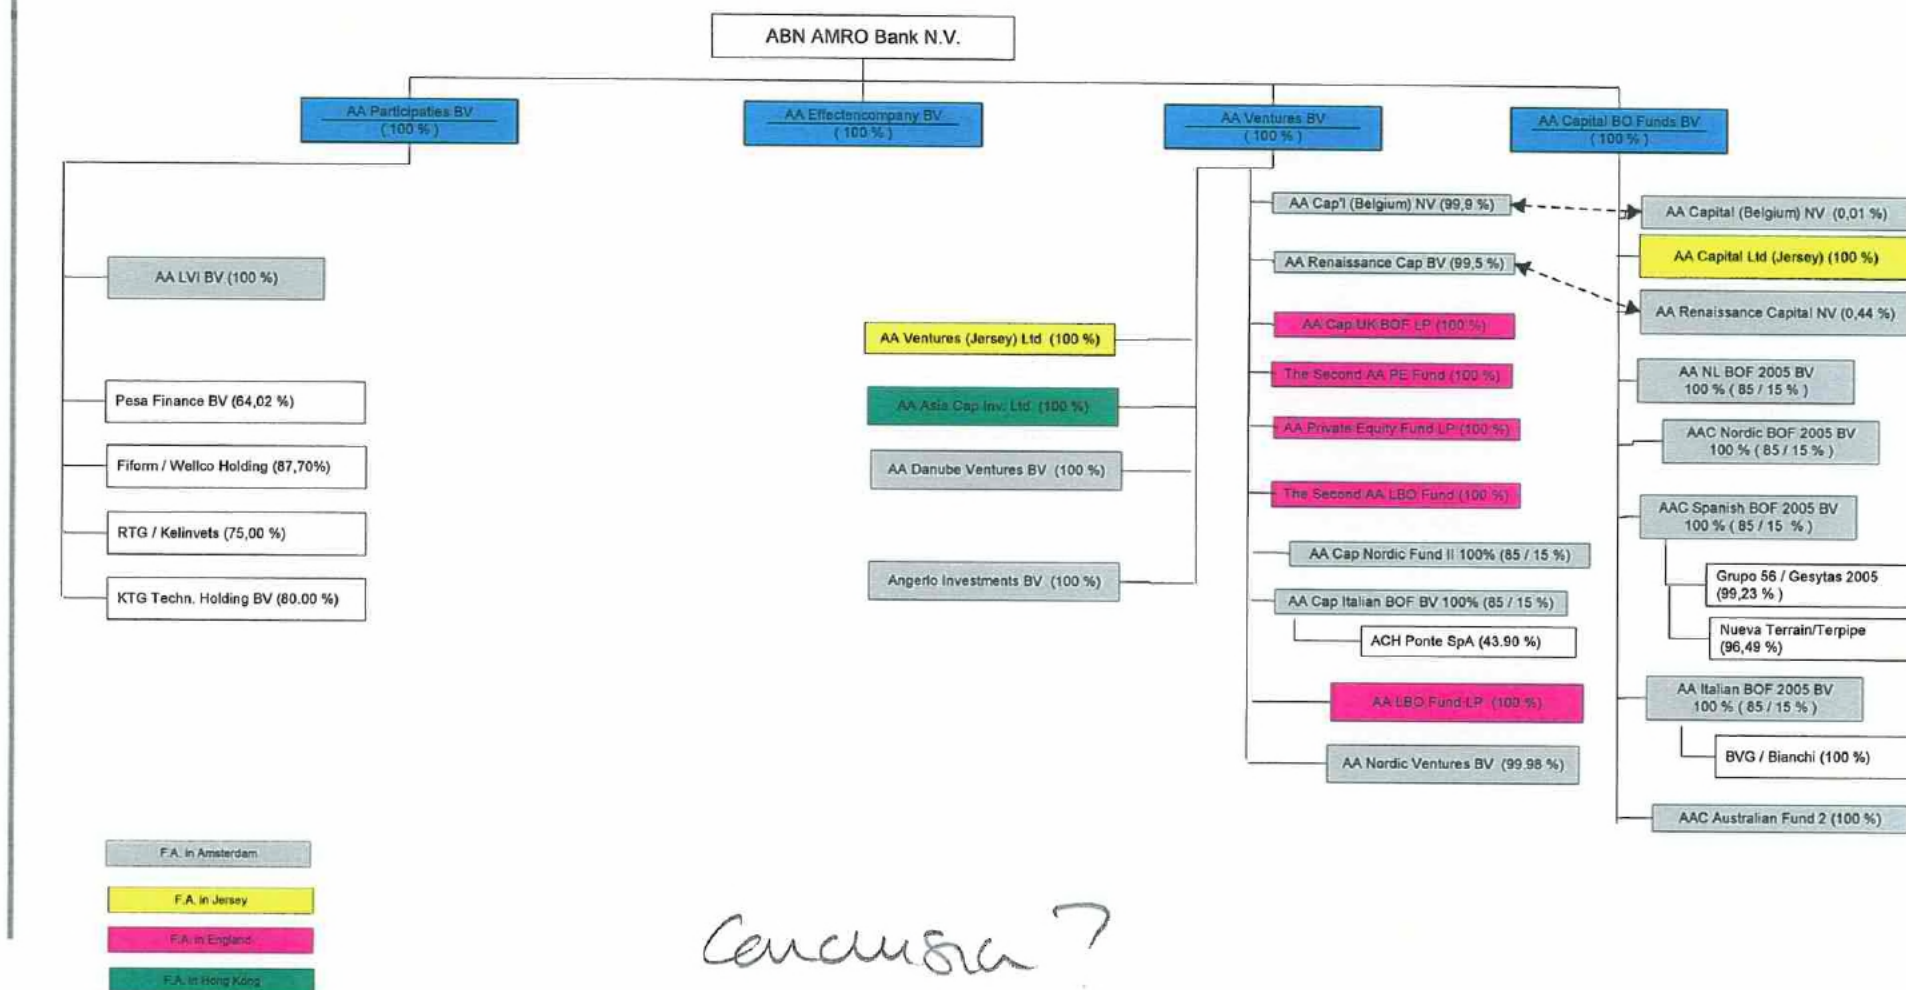 ABN AMRO Bank N.V.
AA Participaties BV
(100 %)
AA Effectencompany BV
(100 %)
AA Ventures BV
(100 %)
AA Capital BO Funds BV
(100 %)
AA LVI BV (100 %)
Pesa Finance BV (64,02 %)
Fiform / Wellco Holding (87,70%)
RTG / Kelinvets (75,00 %)
KTG Techn. Holding BV (80.00 %)
AA Ventures (Jersey) Ltd (100 %)
AA Asia Cap Inv. Ltd (100 %)
AA Danube Ventures BV (100 %)
Angerlo Investments BV (100 %)
AA Cap'l (Belgium) NV (99,9 %)
AA Renaissance Cap BV (99,5 %)
AA Cap UK BOF LP (100 %)
The Second AA PE Fund (100 %)
AA Private Equity Fund LP (100 %)
The Second AA LBO Fund (100 %)
AA Cap Nordic Fund II 100% (85 / 15 %)
AA Cap Italian BOF BV 100% (85 / 15 %)
ACH Ponte SpA (43.90 %)
AA LBO Fund LP (100 %)
AA Nordic Ventures BV (99.98 %)
AA Capital (Belgium) NV (0,01 %)
AA Capital Ltd (Jersey) (100 %)
AA Renaissance Capital NV (0,44 %)
AA NL BOF 2005 BV
100 % ( 85 / 15 % )
AAC Nordic BOF 2005 BV
100 % ( 85 / 15 % )
AAC Spanish BOF 2005 BV
100 % ( 85 / 15 % )
Grupo 56 / Gesytas 2005
(99,23 % )
Nueva Terrain/Terpipe
(96,49 %)
AA Italian BOF 2005 BV
100 % ( 85 / 15 % )
BVG / Bianchi (100 %)
AAC Australian Fund 2 (100 %)
F.A. in Amsterdam
F.A. in Jersey
F.A. in England
F.A. in Hong Kong
Conclusion ?